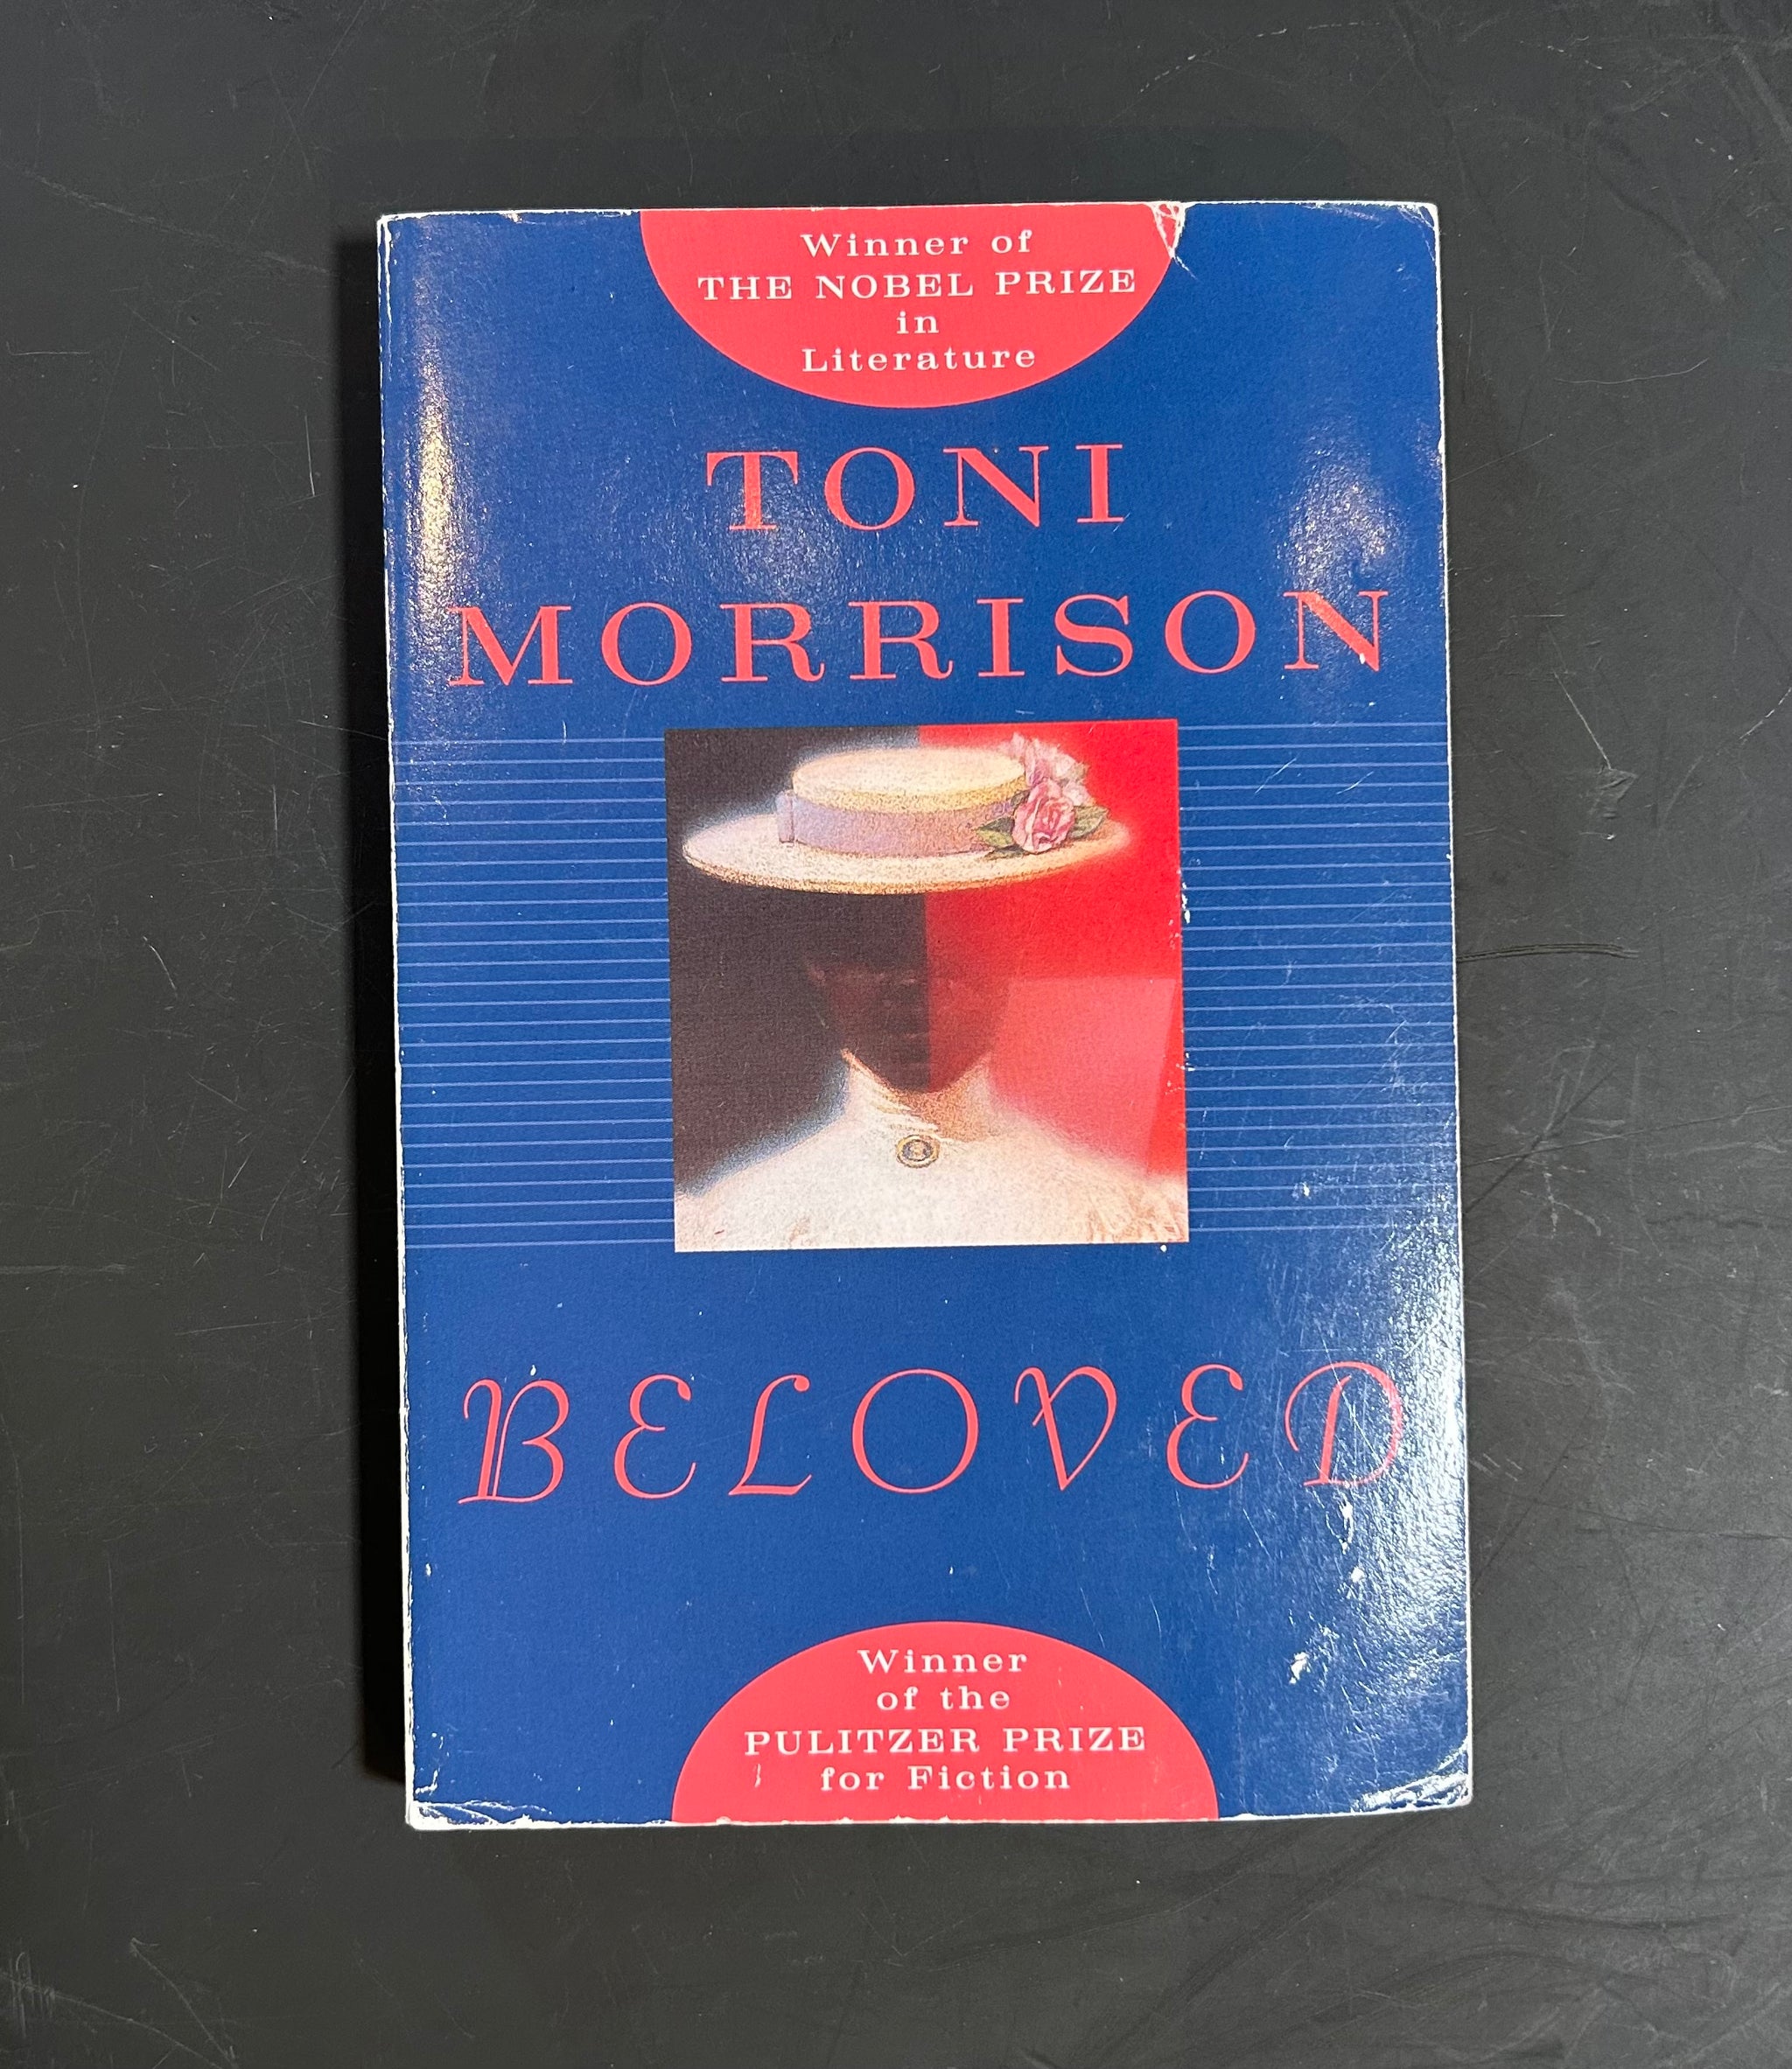 Winner of
THE NOBEL PRIZE
in
Literature
TONI
MORRISON
BELOVED
Winner
of the
PULITZER PRIZE
for Fiction